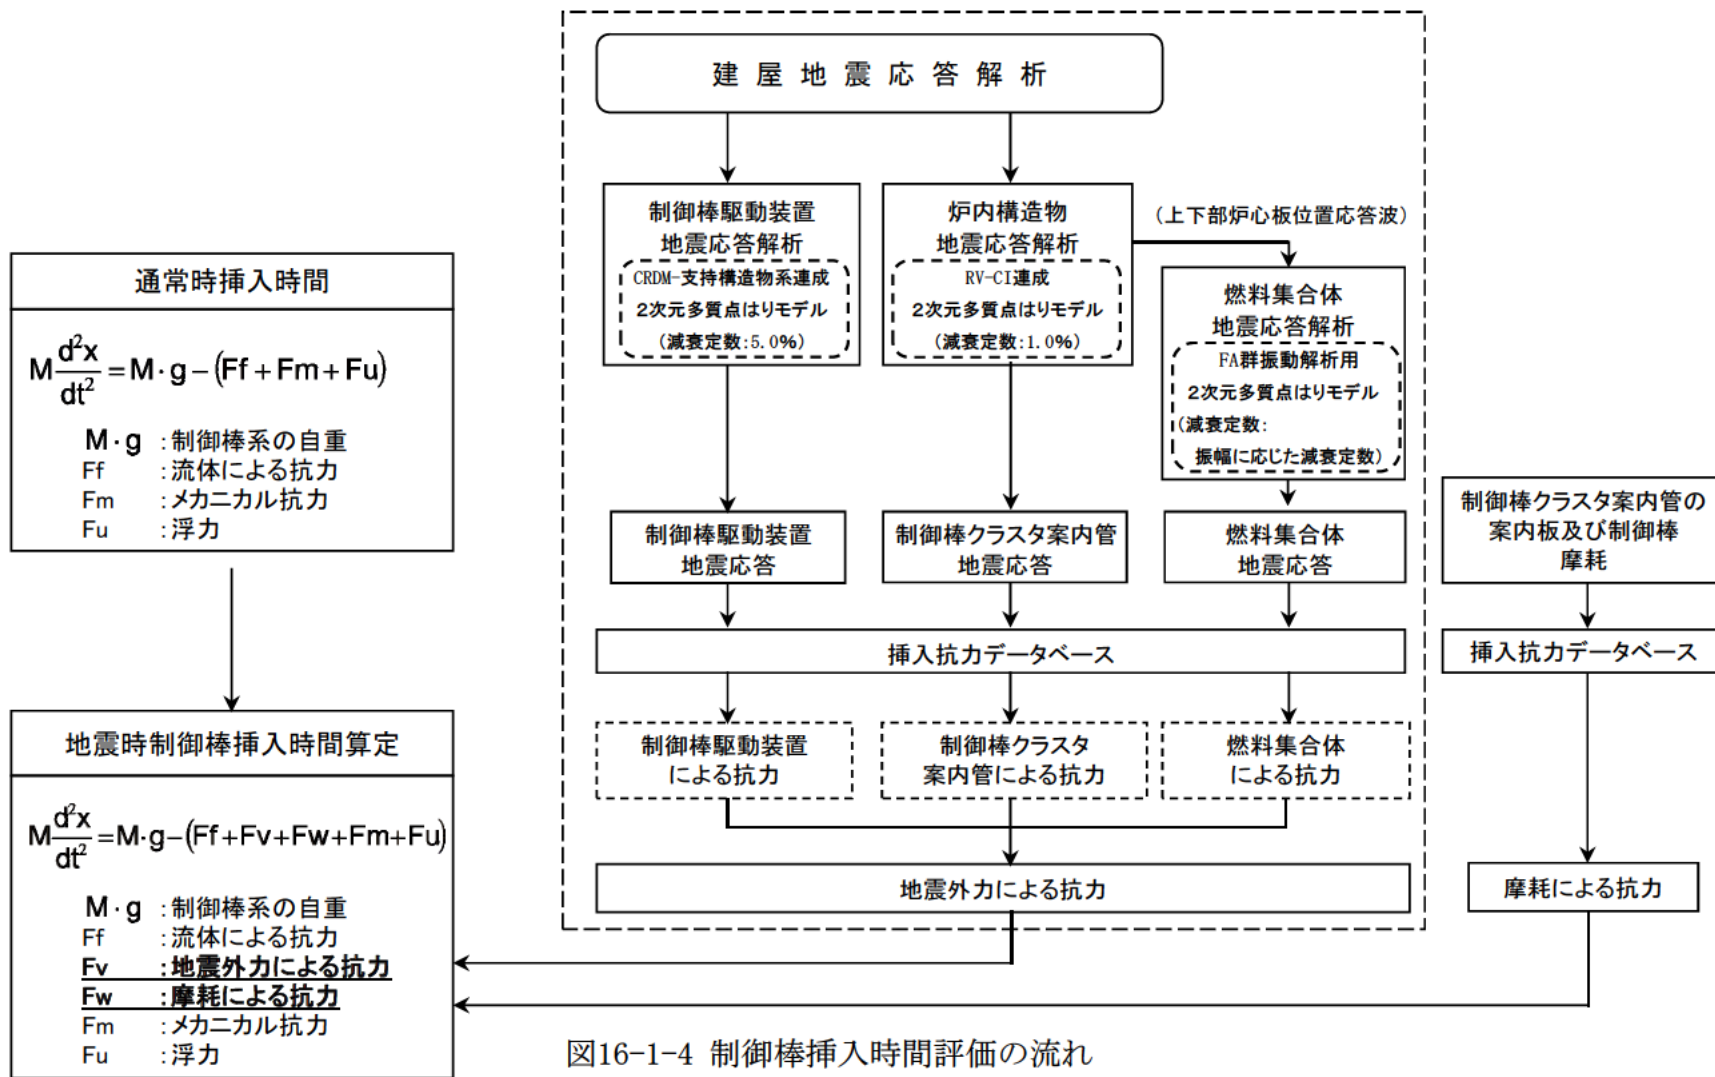 建屋地震応答解析
制御棒駆動装置
地震応答解析
CRDM-支持構造物系連成
2次元多質点はりモデル
(減衰定数:5.0%)
炉内構造物
地震応答解析
RV-CI連成
2次元多質点はりモデル
(減衰定数:1.0%)
(上下部炉心板位置応答波)
燃料集合体
地震応答解析
FA群振動解析用
2次元多質点はりモデル
(減衰定数:
振幅に応じた減衰定数)
通常時挿入時間
M d²x/dt² = M・g − (Ff + Fm + Fu)
M・g :制御棒系の自重
Ff :流体による抗力
Fm :メカニカル抗力
Fu :浮力
制御棒駆動装置
地震応答
制御棒クラスタ案内管
地震応答
燃料集合体
地震応答
制御棒クラスタ案内管の
案内板及び制御棒
摩耗
挿入抗力データベース
挿入抗力データベース
制御棒駆動装置
による抗力
制御棒クラスタ
案内管による抗力
燃料集合体
による抗力
地震外力による抗力
摩耗による抗力
地震時制御棒挿入時間算定
M d²x/dt² = M・g−(Ff+Fv+Fw+Fm+Fu)
M・g :制御棒系の自重
Ff :流体による抗力
Fv :地震外力による抗力
Fw :摩耗による抗力
Fm :メカニカル抗力
Fu :浮力
図16-1-4 制御棒挿入時間評価の流れ